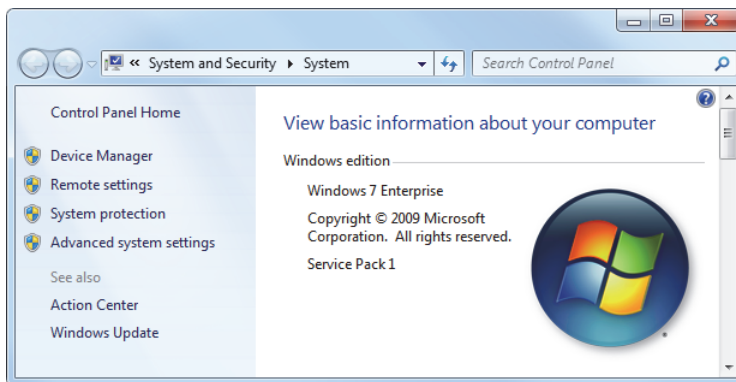 « System and Security ▸ System
Search Control Panel
Control Panel Home
Device Manager
Remote settings
System protection
Advanced system settings
See also
Action Center
Windows Update
View basic information about your computer
Windows edition
Windows 7 Enterprise
Copyright © 2009 Microsoft
Corporation. All rights reserved.
Service Pack 1